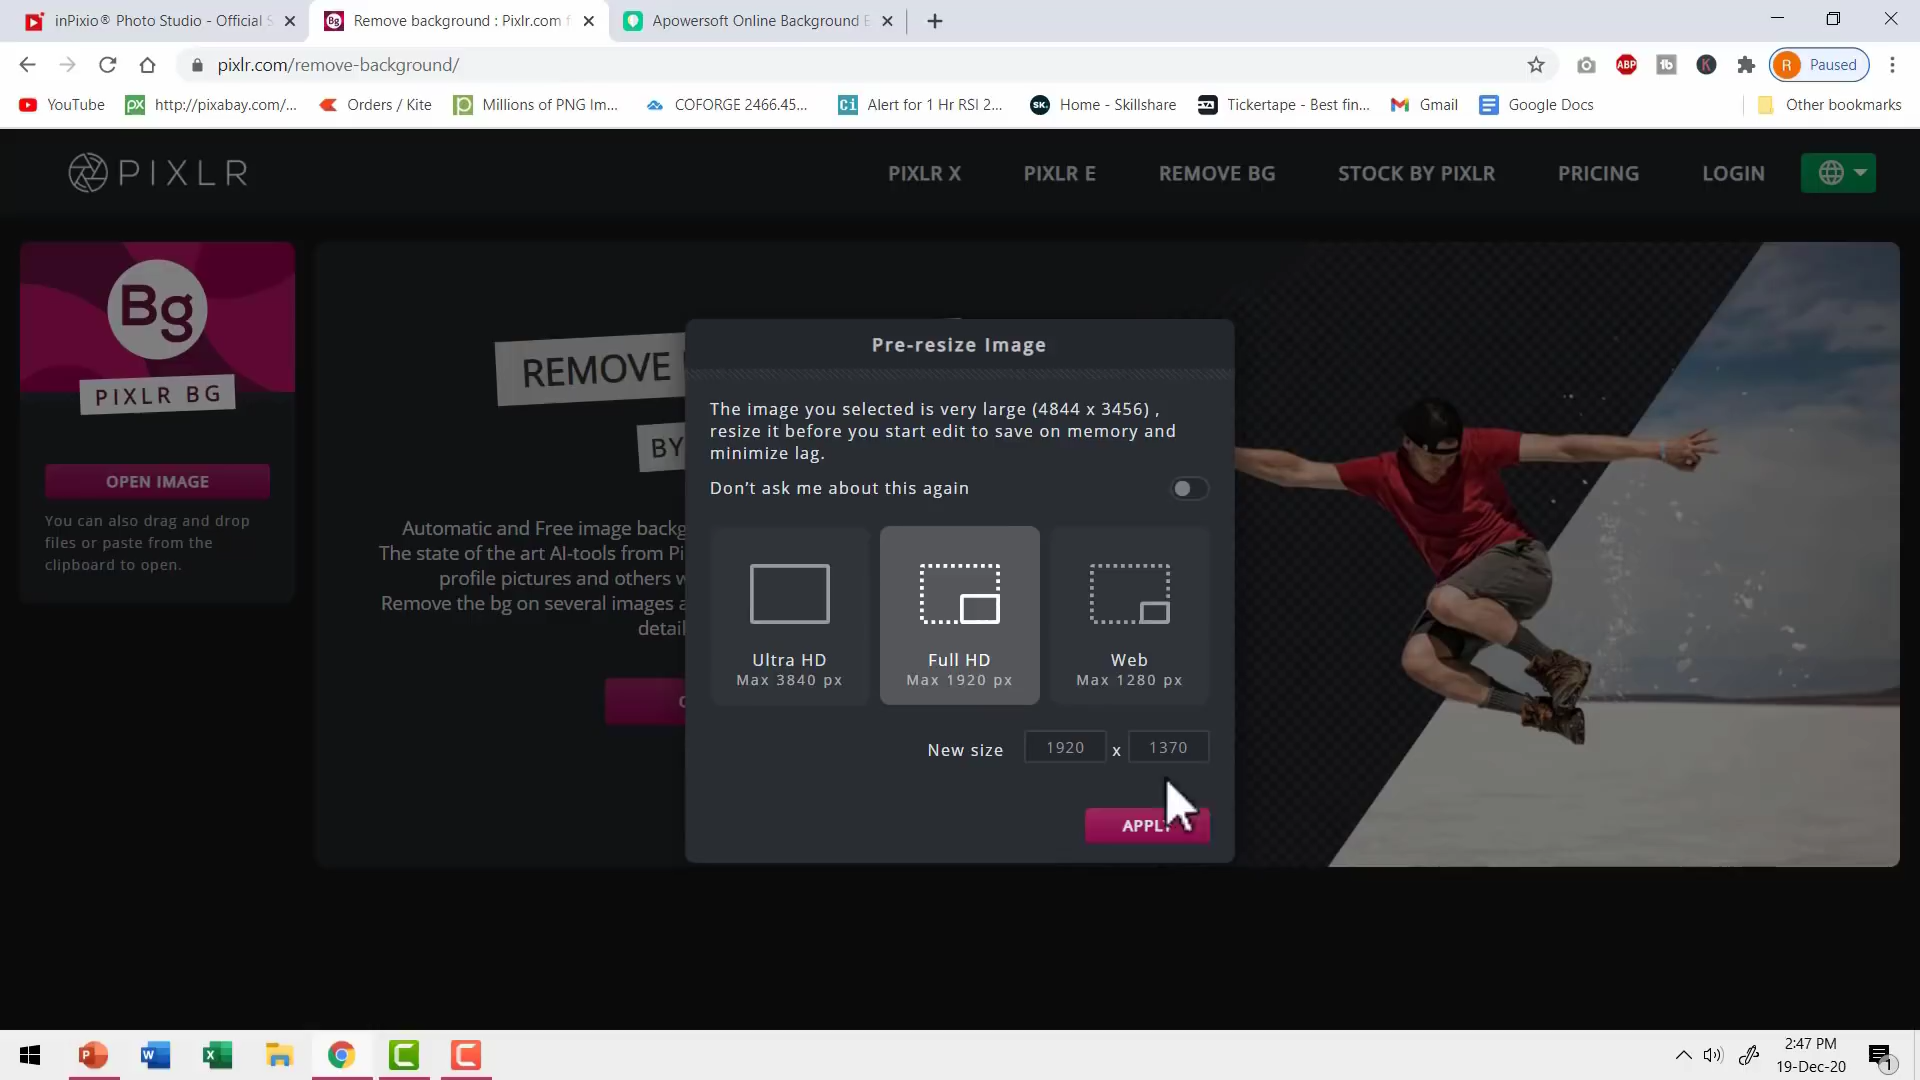 inPixio® Photo Studio - Official S
Remove background : Pixlr.com f
Apowersoft Online Background E
pixlr.com/remove-background/
ABP
R
Paused
YouTube
http://pixabay.com/...
Orders / Kite
Millions of PNG Im...
COFORGE 2466.45...
Alert for 1 Hr RSI 2...
Home - Skillshare
Tickertape - Best fin...
Gmail
Google Docs
Other bookmarks
PIXLR
PIXLR X
PIXLR E
REMOVE BG
STOCK BY PIXLR
PRICING
LOGIN
Bg
PIXLR BG
OPEN IMAGE
You can also drag and drop
files or paste from the
clipboard to open.
REMOVE
BY
Automatic and Free image backg
The state of the art AI-tools from Pi
profile pictures and others w
Remove the bg on several images a
detail
Pre-resize Image
The image you selected is very large (4844 x 3456) ,
resize it before you start edit to save on memory and
minimize lag.
Don't ask me about this again
Ultra HD
Max 3840 px
Full HD
Max 1920 px
Web
Max 1280 px
New size 1920 x 1370
APPLY
2:47 PM
19-Dec-20
1